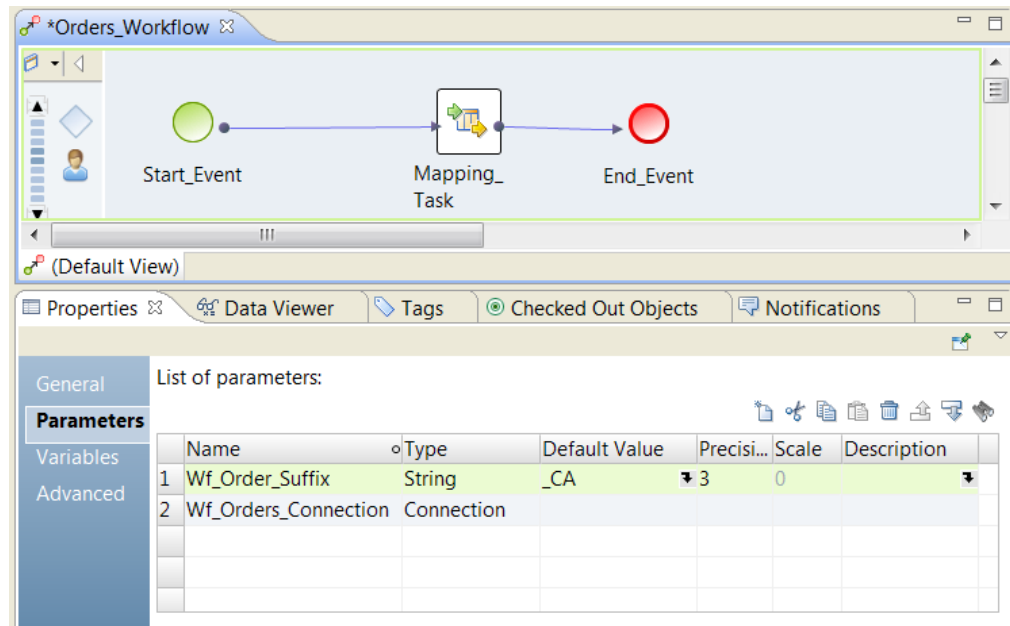 *Orders_Workflow
Start_Event
Mapping_
Task
End_Event
(Default View)
Properties Data Viewer Tags Checked Out Objects Notifications
General
Parameters
Variables
Advanced
List of parameters:
Name Type Default Value Precisi... Scale Description
1 Wf_Order_Suffix String _CA 3 0
2 Wf_Orders_Connection Connection